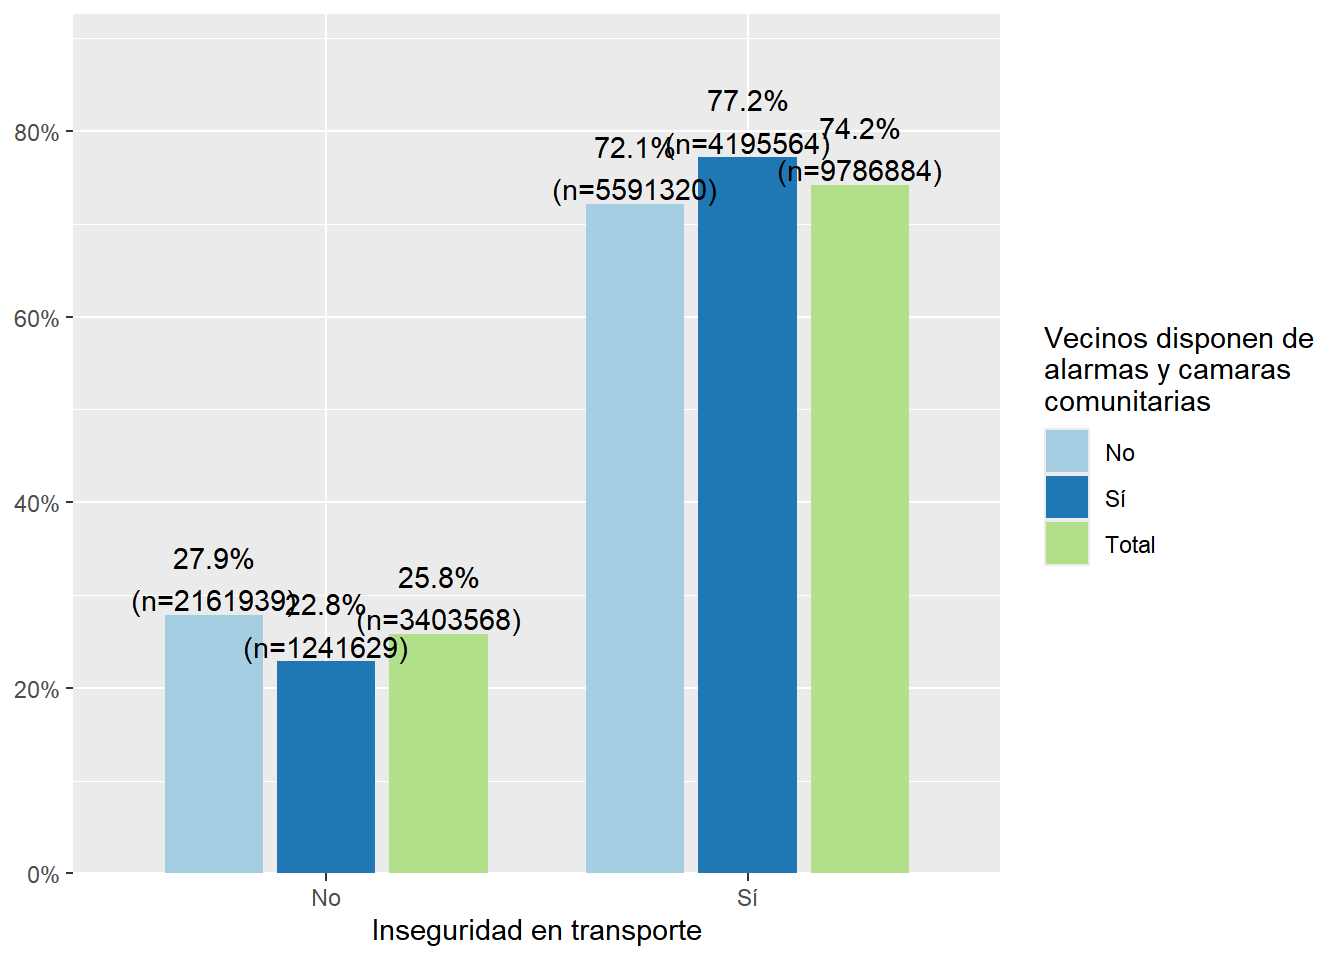 77.2%
(n=4195564)
74.2%
(n=9786884)
72.1%
(n=5591320)
27.9%
(n=2161939)
22.8%
(n=1241629)
25.8%
(n=3403568)
80%
60%
40%
20%
0%
No
Sí
Inseguridad en transporte
Vecinos disponen de
alarmas y camaras
comunitarias
No
Sí
Total